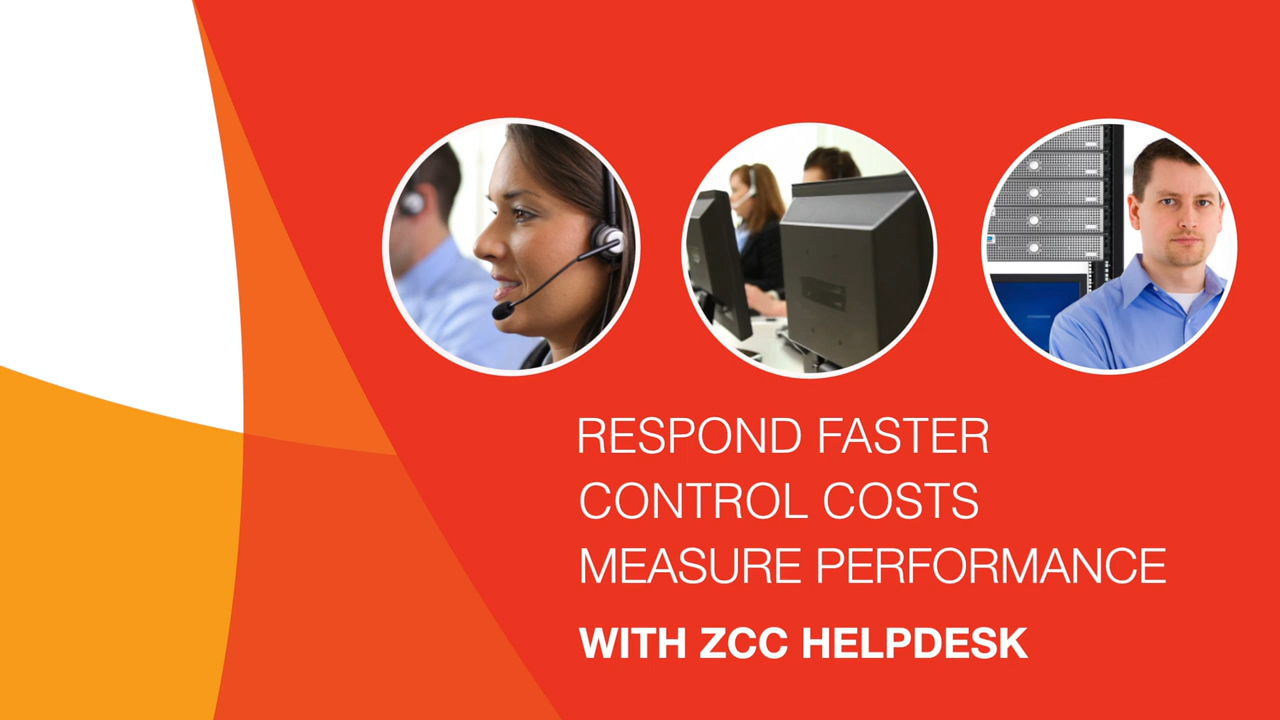 RESPOND FASTER
CONTROL COSTS
MEASURE PERFORMANCE
WITH ZCC HELPDESK